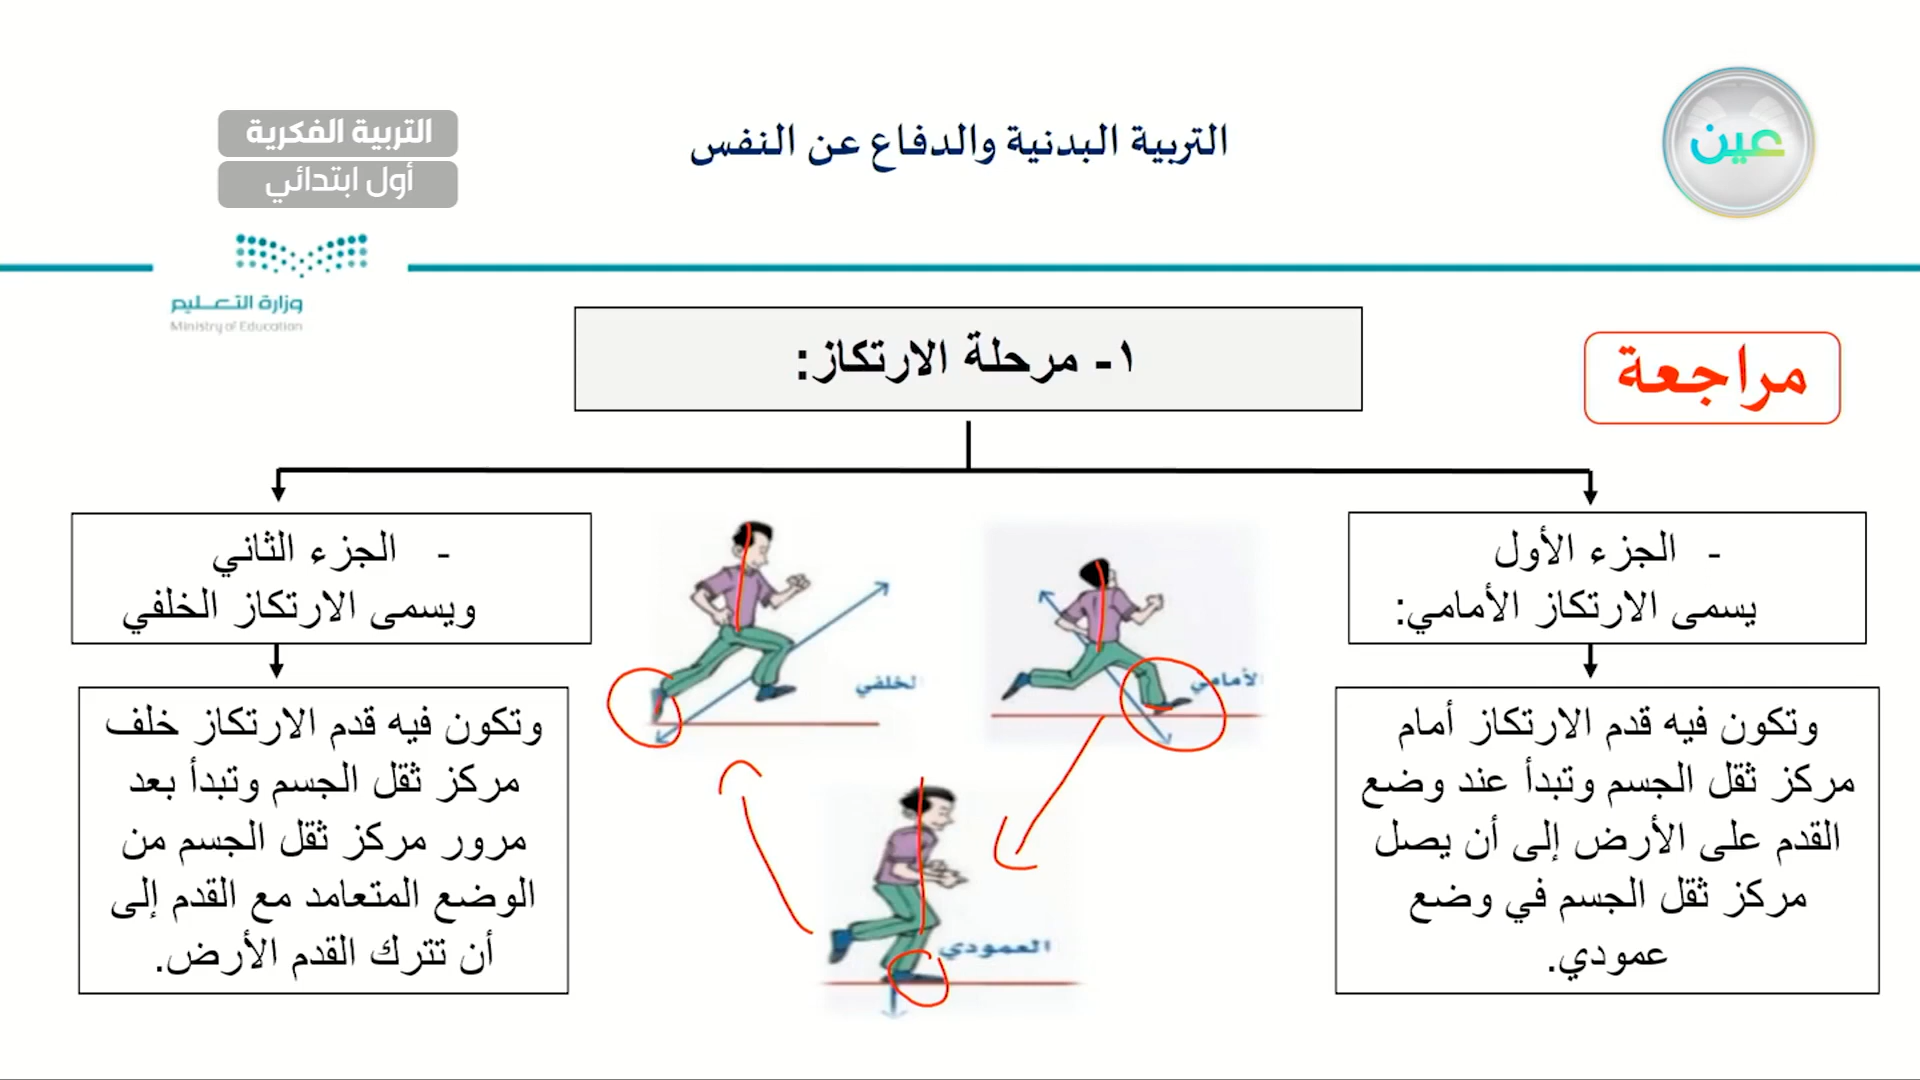 عين
التربية البدنية والدفاع عن النفس
التربية الفكرية
أول ابتدائي
وزارة التعليم
Ministry of Education
مراجعة
١- مرحلة الارتكاز:
- الجزء الأول
يسمى الارتكاز الأمامي:
وتكون فيه قدم الارتكاز أمام
مركز ثقل الجسم وتبدأ عند وضع
القدم على الأرض إلى أن يصل
مركز ثقل الجسم في وضع
عمودي.
الأمامي
الخلفي
العمودي
- الجزء الثاني
ويسمى الارتكاز الخلفي
وتكون فيه قدم الارتكاز خلف
مركز ثقل الجسم وتبدأ بعد
مرور مركز ثقل الجسم من
الوضع المتعامد مع القدم إلى
أن تترك القدم الأرض.